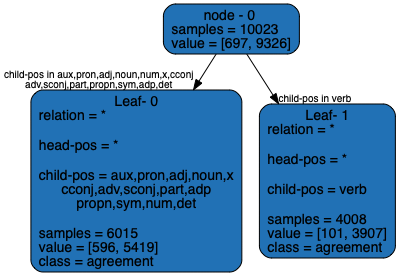 node - 0
samples = 10023
value = [697, 9326]
child-pos in aux,pron,adj,noun,num,x,cconj
adv,sconj,part,propn,sym,adp,det
child-pos in verb
Leaf- 0
relation = *
head-pos = *
child-pos = aux,pron,adj,noun,x
cconj,adv,sconj,part,adp
propn,sym,num,det
samples = 6015
value = [596, 5419]
class = agreement
Leaf- 1
relation = *
head-pos = *
child-pos = verb
samples = 4008
value = [101, 3907]
class = agreement